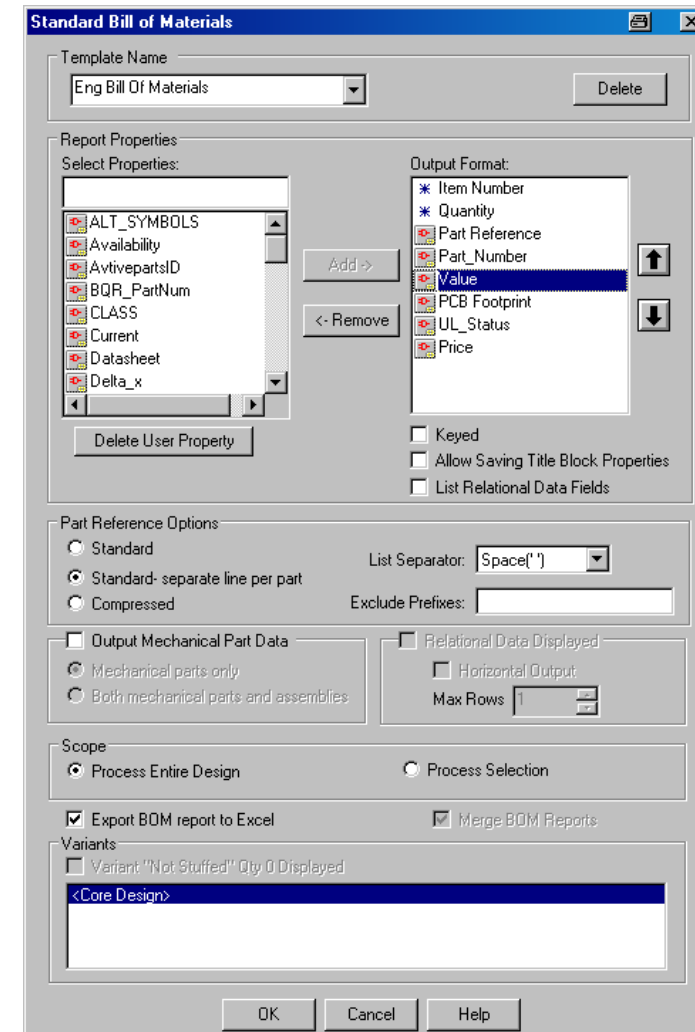 Standard Bill of Materials
Template Name
Eng Bill Of Materials
Delete
Report Properties
Select Properties:
ALT_SYMBOLS
Availability
AvtivepartsID
BQR_PartNum
CLASS
Current
Datasheet
Delta_x
Delete User Property
Add ->
<- Remove
Output Format:
Item Number
Quantity
Part Reference
Part_Number
Value
PCB Footprint
UL_Status
Price
Keyed
Allow Saving Title Block Properties
List Relational Data Fields
Part Reference Options
Standard
Standard- separate line per part
Compressed
List Separator: Space(' ')
Exclude Prefixes:
Output Mechanical Part Data
Mechanical parts only
Both mechanical parts and assemblies
Relational Data Displayed
Horizontal Output
Max Rows 1
Scope
Process Entire Design
Process Selection
Export BOM report to Excel
Merge BOM Reports
Variants
Variant "Not Stuffed" Qty 0 Displayed
<Core Design>
OK
Cancel
Help